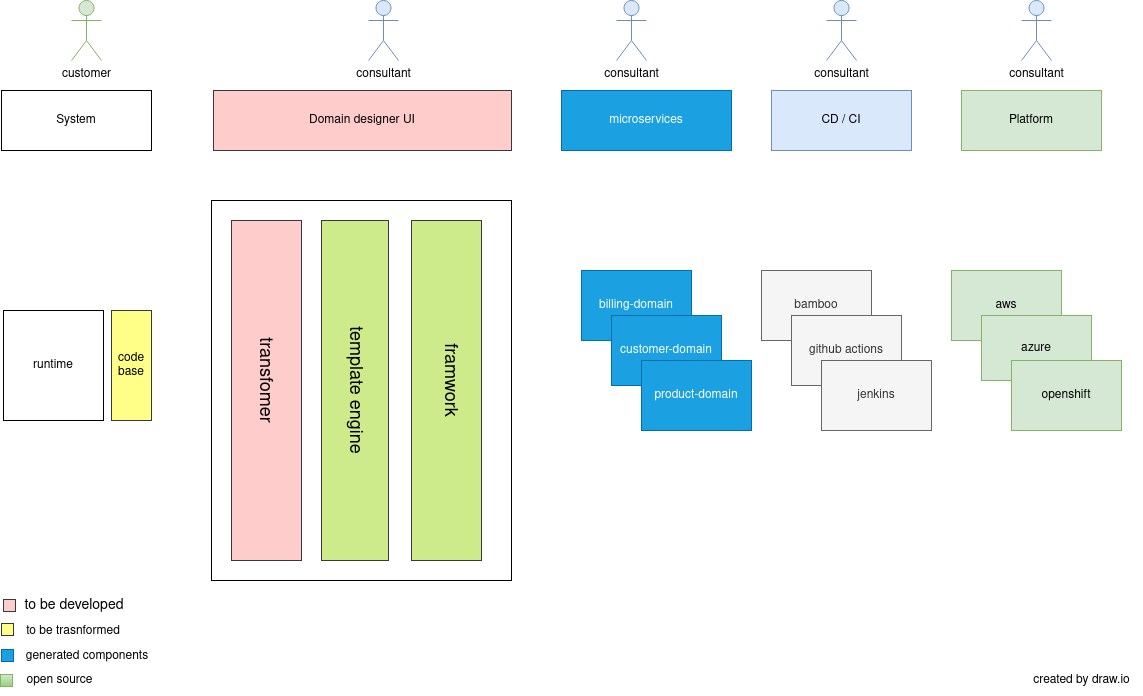 customer
consultant
consultant
consultant
consultant
System
Domain designer UI
microservices
CD / CI
Platform
runtime
code
base
transfomer
template engine
framwork
billing-domain
customer-domain
product-domain
bamboo
github actions
jenkins
aws
azure
openshift
to be developed
to be trasnformed
generated components
open source
created by draw.io